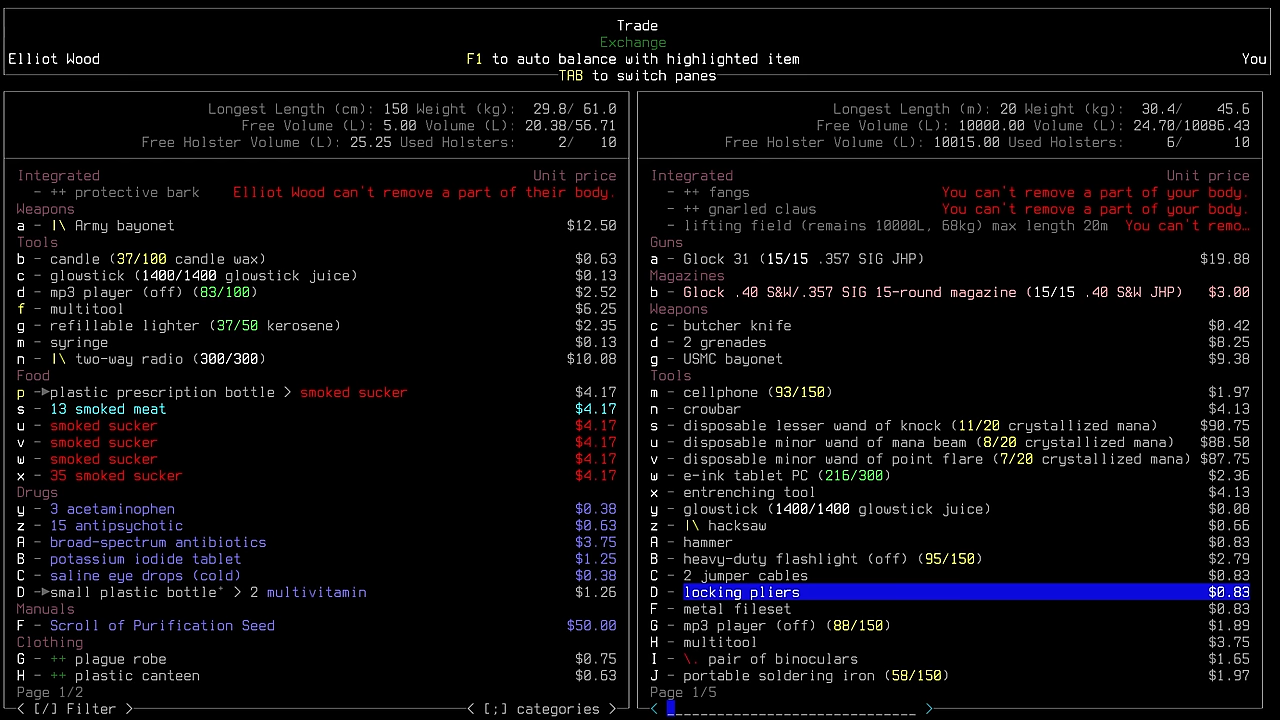 Trade
Exchange
Elliot Wood F1 to auto balance with highlighted item You
TAB to switch panes
Longest Length (cm): 150 Weight (kg): 29.8/ 61.0
Free Volume (L): 5.00 Volume (L): 20.38/56.71
Free Holster Volume (L): 25.25 Used Holsters: 2/ 10
Integrated Unit price
- ++ protective bark Elliot Wood can't remove a part of their body.
Weapons
a - |\ Army bayonet $12.50
Tools
b - candle (37/100 candle wax) $0.63
c - glowstick (1400/1400 glowstick juice) $0.13
d - mp3 player (off) (83/100) $2.52
f - multitool $6.25
g - refillable lighter (37/50 kerosene) $2.35
m - syringe $0.13
n - |\ two-way radio (300/300) $10.08
Food
p -▶plastic prescription bottle > smoked sucker $4.17
s - 13 smoked meat $4.17
u - smoked sucker $4.17
v - smoked sucker $4.17
w - smoked sucker $4.17
x - 35 smoked sucker $4.17
Drugs
y - 3 acetaminophen $0.38
z - 15 antipsychotic $0.63
A - broad-spectrum antibiotics $3.75
B - potassium iodide tablet $1.25
C - saline eye drops (cold) $0.38
D -▶small plastic bottle⁺ > 2 multivitamin $1.26
Manuals
F - Scroll of Purification Seed $50.00
Clothing
G - ++ plague robe $0.75
H - ++ plastic canteen $0.63
Page 1/2
< [/] Filter > < [;] categories >
Longest Length (m): 20 Weight (kg): 30.4/ 45.6
Free Volume (L): 10000.00 Volume (L): 24.70/10086.43
Free Holster Volume (L): 10015.00 Used Holsters: 6/ 10
Integrated Unit price
- ++ fangs You can't remove a part of your body.
- ++ gnarled claws You can't remove a part of your body.
- lifting field (remains 10000L, 68kg) max length 20m You can't remo…
Guns
a - Glock 31 (15/15 .357 SIG JHP) $19.88
Magazines
b - Glock .40 S&W/.357 SIG 15-round magazine (15/15 .40 S&W JHP) $3.00
Weapons
c - butcher knife $0.42
d - 2 grenades $8.25
g - USMC bayonet $9.38
Tools
m - cellphone (93/150) $1.97
n - crowbar $4.13
s - disposable lesser wand of knock (11/20 crystallized mana) $90.75
u - disposable minor wand of mana beam (8/20 crystallized mana) $88.50
v - disposable minor wand of point flare (7/20 crystallized mana) $87.75
w - e-ink tablet PC (216/300) $2.36
x - entrenching tool $4.13
y - glowstick (1400/1400 glowstick juice) $0.08
z - |\ hacksaw $0.66
A - hammer $0.83
B - heavy-duty flashlight (off) (95/150) $2.79
C - 2 jumper cables $0.83
D - locking pliers $0.83
F - metal fileset $0.83
G - mp3 player (off) (88/150) $1.89
H - multitool $3.75
I - \. pair of binoculars $1.65
J - portable soldering iron (58/150) $1.97
Page 1/5
< ____________________________ >